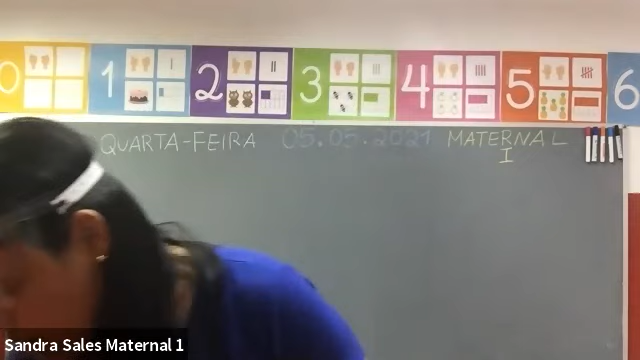 0 1 2 3 4 5 6
QUARTA-FEIRA 05.05.2021 MATERNAL
I
Sandra Sales Maternal 1